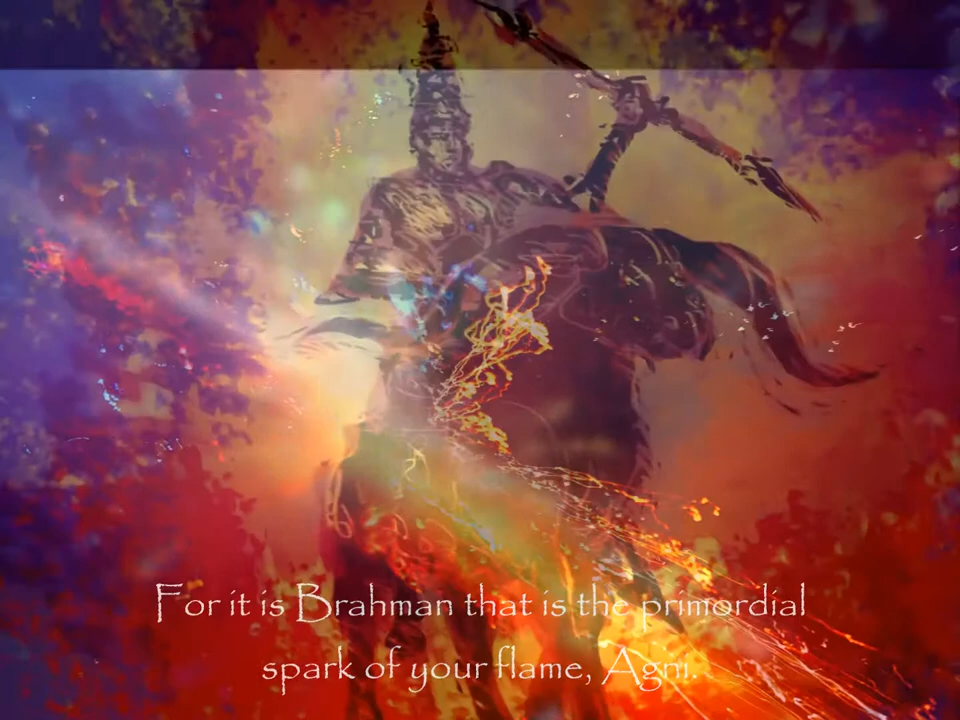 For it is Brahman that is the primordial
spark of your flame, Agni.